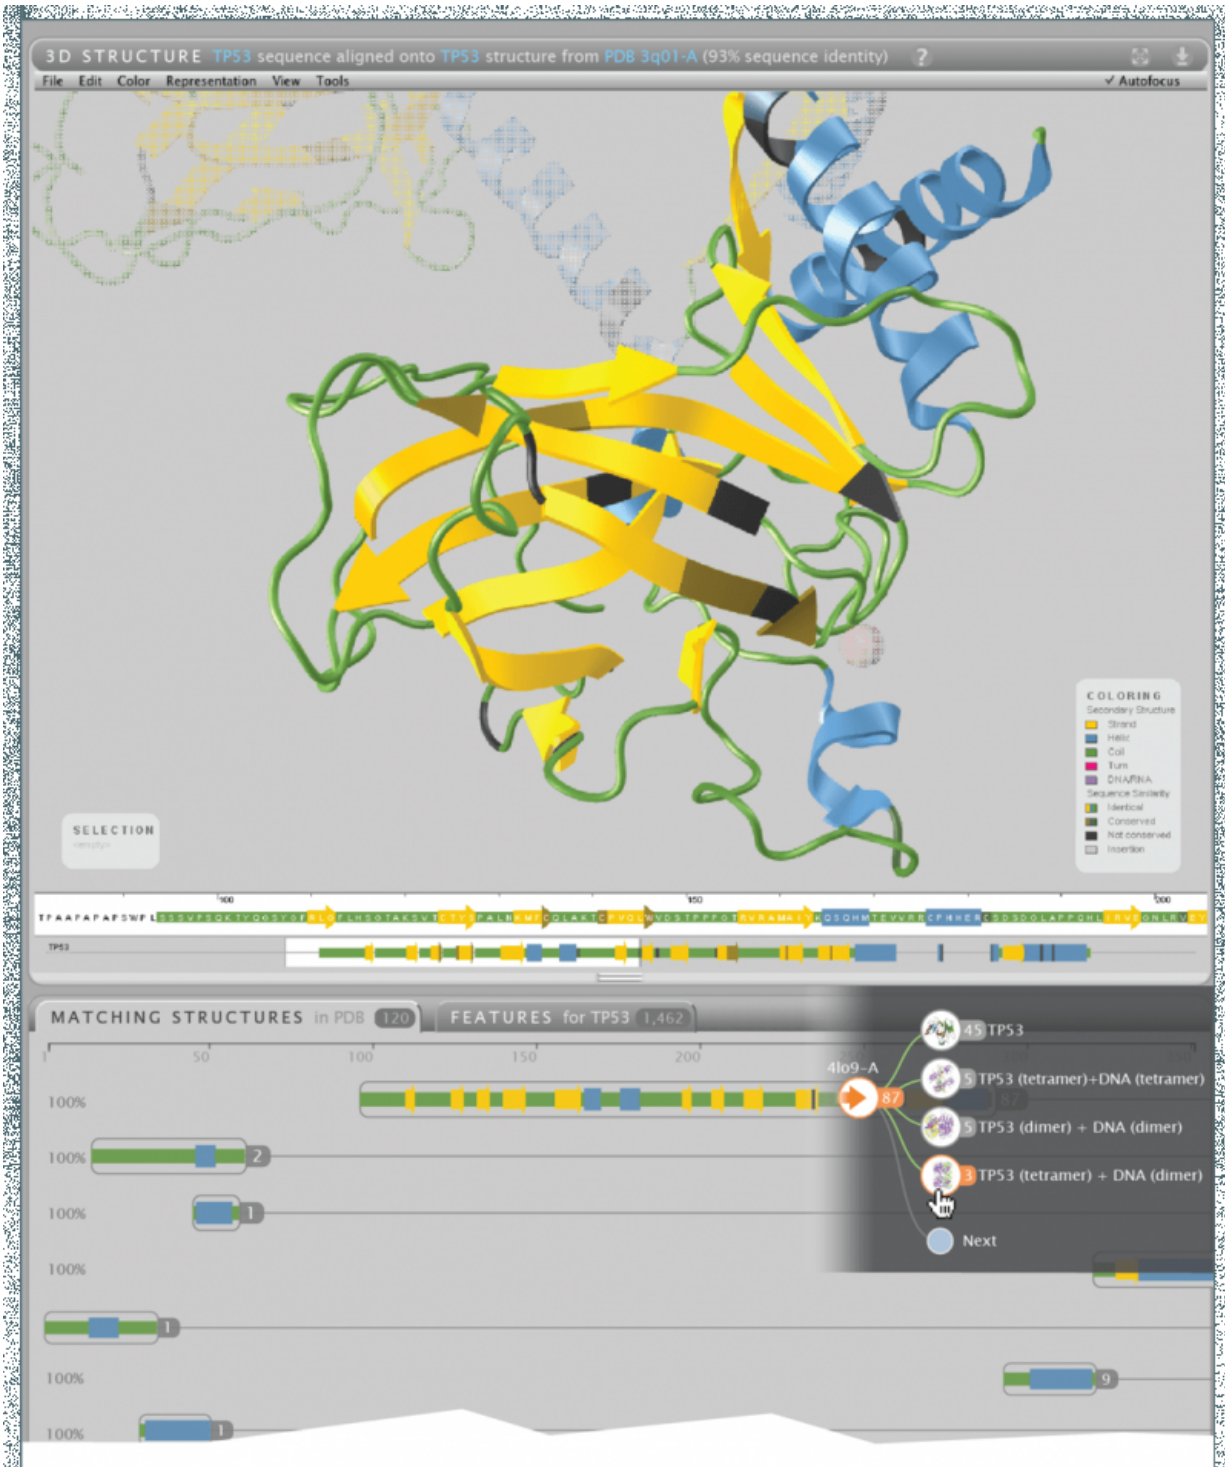 3D STRUCTURE TP53 sequence aligned onto TP53 structure from PDB 3q01-A (93% sequence identity) ?
File Edit Color Representation View Tools ✓ Autofocus
COLORING
Secondary Structure
Strand
Helix
Coil
Turn
DNA/RNA
Sequence Similarity
Identical
Conserved
Not conserved
Insertion
SELECTION
<empty>
100 150 200
TP53
MATCHING STRUCTURES in PDB 120 FEATURES for TP53 1,462
1 50 100 150 200
45 TP53
4lo9-A
87
5 TP53 (tetramer)+DNA (tetramer)
100%
5 TP53 (dimer) + DNA (dimer)
100% 2
3 TP53 (tetramer) + DNA (dimer)
100% 1
Next
100%
1
100% 9
100% 1